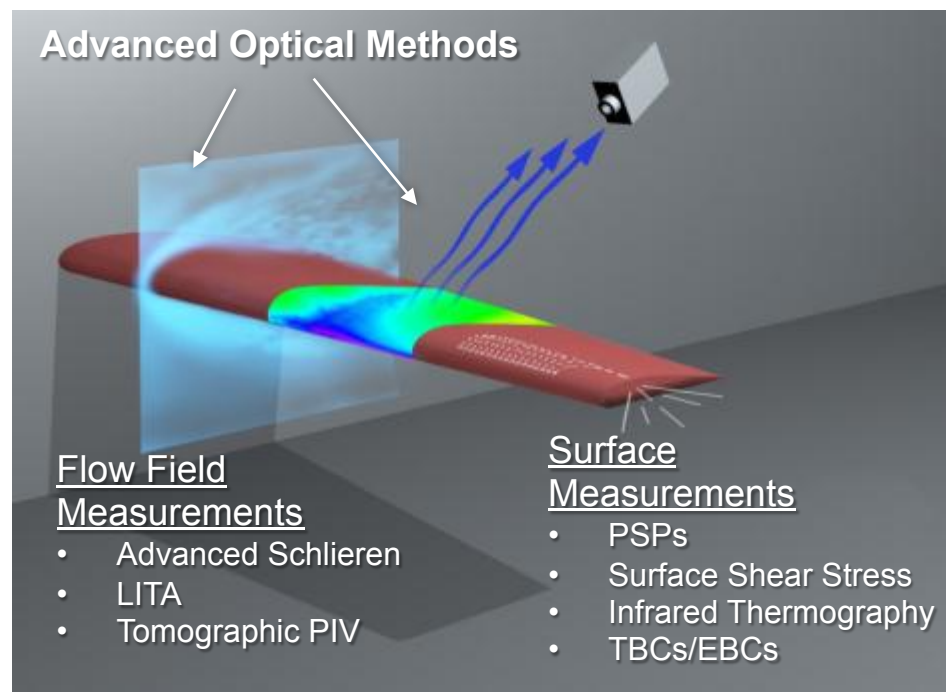 Advanced Optical Methods
Flow Field
Measurements
• Advanced Schlieren
• LITA
• Tomographic PIV
Surface
Measurements
• PSPs
• Surface Shear Stress
• Infrared Thermography
• TBCs/EBCs